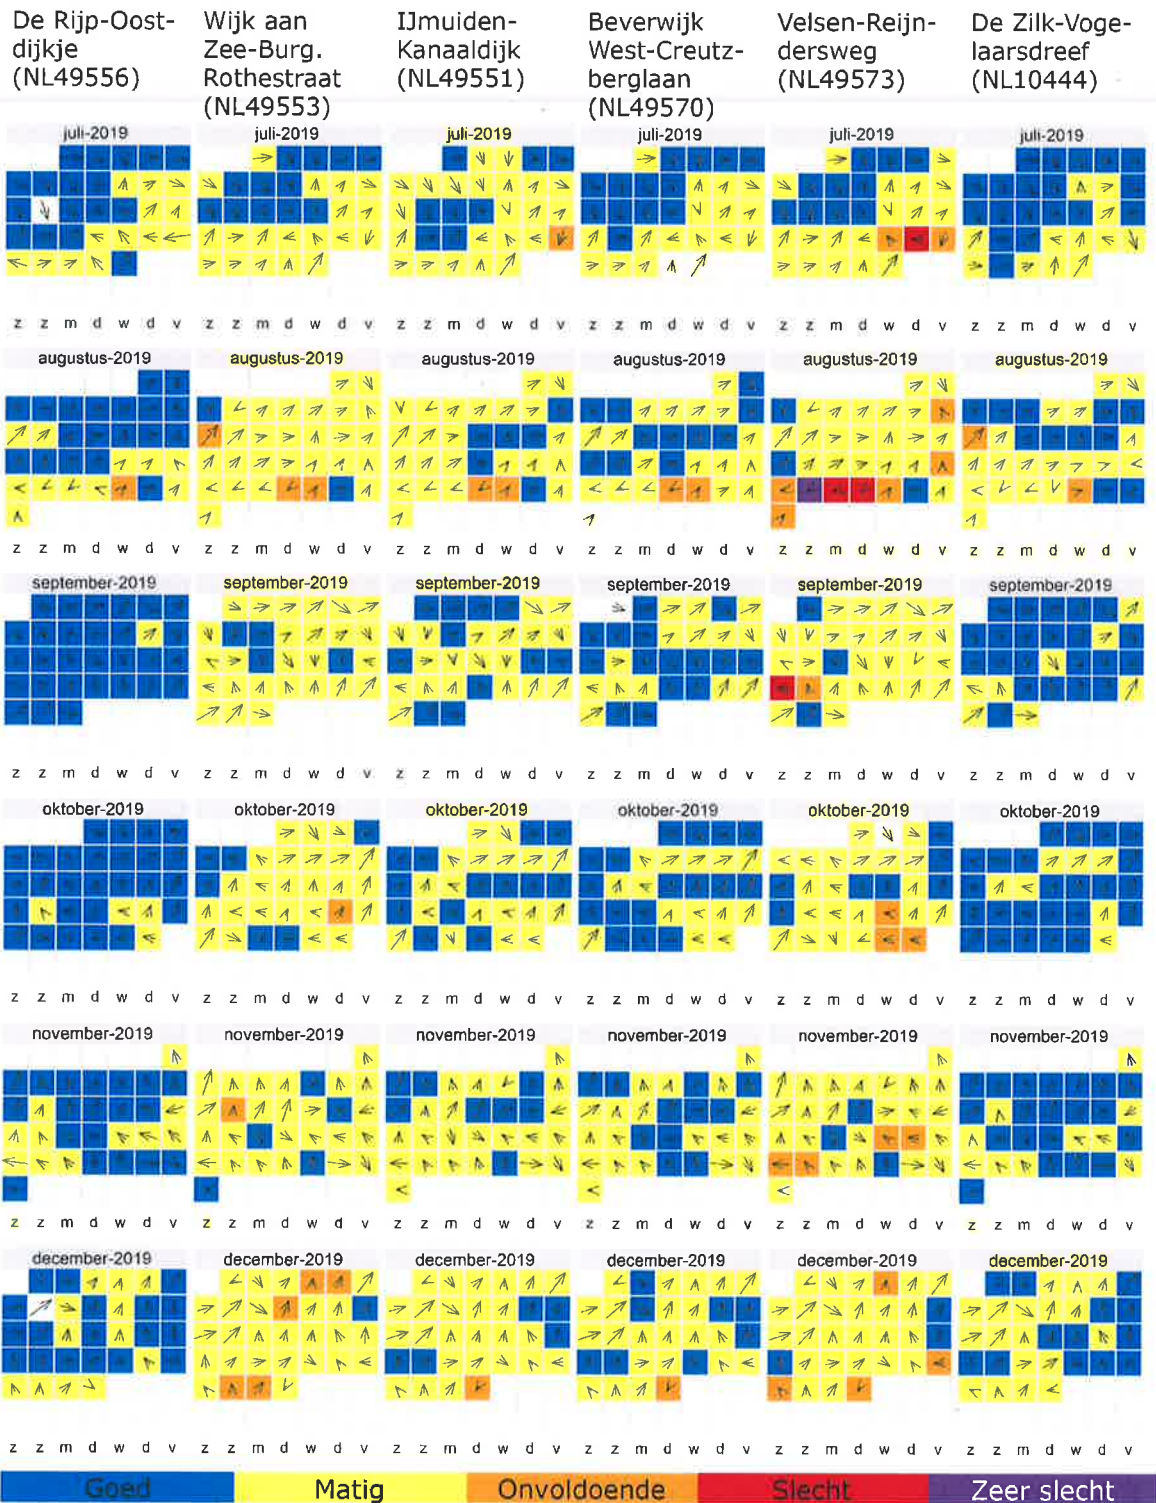 De Rijp-Oost-
dijkje
(NL49556)
Wijk aan
Zee-Burg.
Rothestraat
(NL49553)
IJmuiden-
Kanaaldijk
(NL49551)
Beverwijk
West-Creutz-
berglaan
(NL49570)
Velsen-Reijn-
dersweg
(NL49573)
De Zilk-Voge-
laarsdreef
(NL10444)
juli-2019 juli-2019 juli-2019 juli-2019 juli-2019 juli-2019
z z m d w d v z z m d w d v z z m d w d v z z m d w d v z z m d w d v z z m d w d v
augustus-2019 augustus-2019 augustus-2019 augustus-2019 augustus-2019 augustus-2019
z z m d w d v z z m d w d v z z m d w d v z z m d w d v z z m d w d v z z m d w d v
september-2019 september-2019 september-2019 september-2019 september-2019 september-2019
z z m d w d v z z m d w d v z z m d w d v z z m d w d v z z m d w d v z z m d w d v
oktober-2019 oktober-2019 oktober-2019 oktober-2019 oktober-2019 oktober-2019
z z m d w d v z z m d w d v z z m d w d v z z m d w d v z z m d w d v z z m d w d v
november-2019 november-2019 november-2019 november-2019 november-2019 november-2019
z z m d w d v z z m d w d v z z m d w d v z z m d w d v z z m d w d v z z m d w d v
december-2019 december-2019 december-2019 december-2019 december-2019 december-2019
z z m d w d v z z m d w d v z z m d w d v z z m d w d v z z m d w d v z z m d w d v
Goed Matig Onvoldoende Slecht Zeer slecht